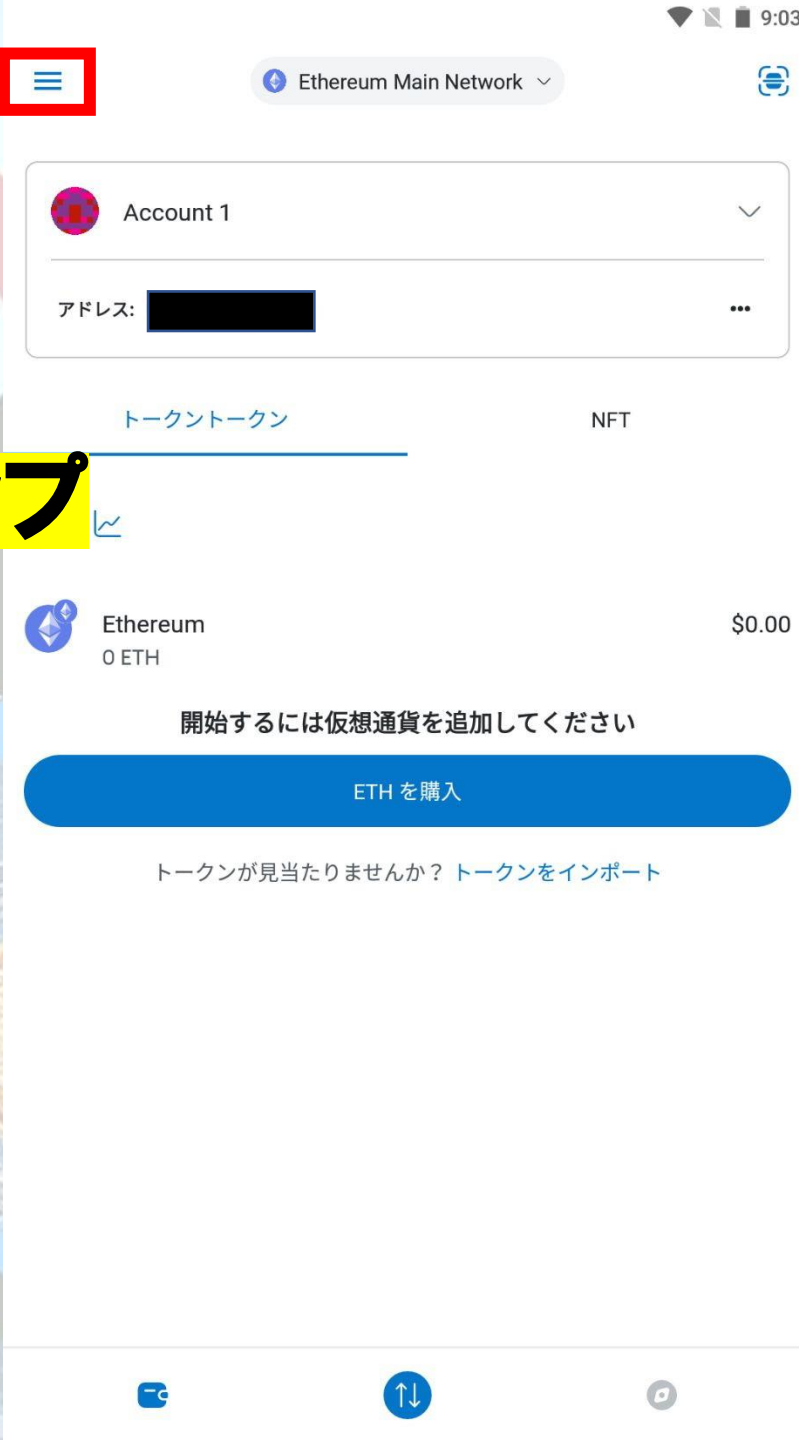 9:03
Ethereum Main Network
Account 1
アドレス:
トークントークン
NFT
プ
Ethereum
$0.00
0 ETH
開始するには仮想通貨を追加してください
ETH を購入
トークンが見当たりませんか？ トークンをインポート